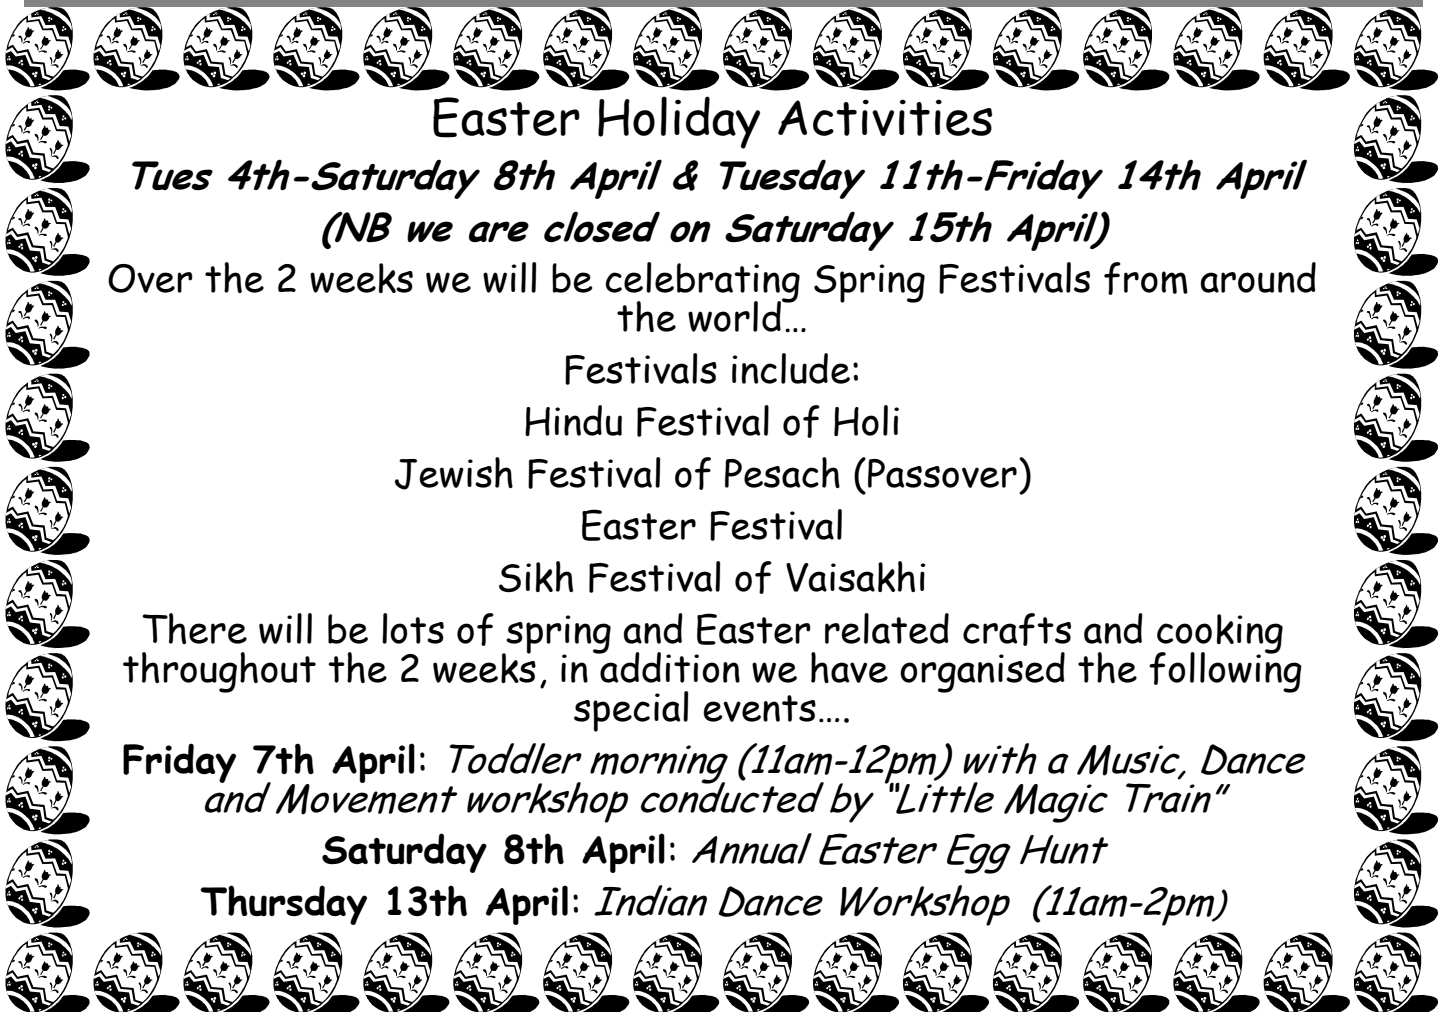 Easter Holiday Activities
Tues 4th-Saturday 8th April & Tuesday 11th-Friday 14th April
(NB we are closed on Saturday 15th April)
Over the 2 weeks we will be celebrating Spring Festivals from around
the world…
Festivals include:
Hindu Festival of Holi
Jewish Festival of Pesach (Passover)
Easter Festival
Sikh Festival of Vaisakhi
There will be lots of spring and Easter related crafts and cooking
throughout the 2 weeks, in addition we have organised the following
special events….
Friday 7th April: Toddler morning (11am-12pm) with a Music, Dance
and Movement workshop conducted by "Little Magic Train”
Saturday 8th April: Annual Easter Egg Hunt
Thursday 13th April: Indian Dance Workshop (11am-2pm)